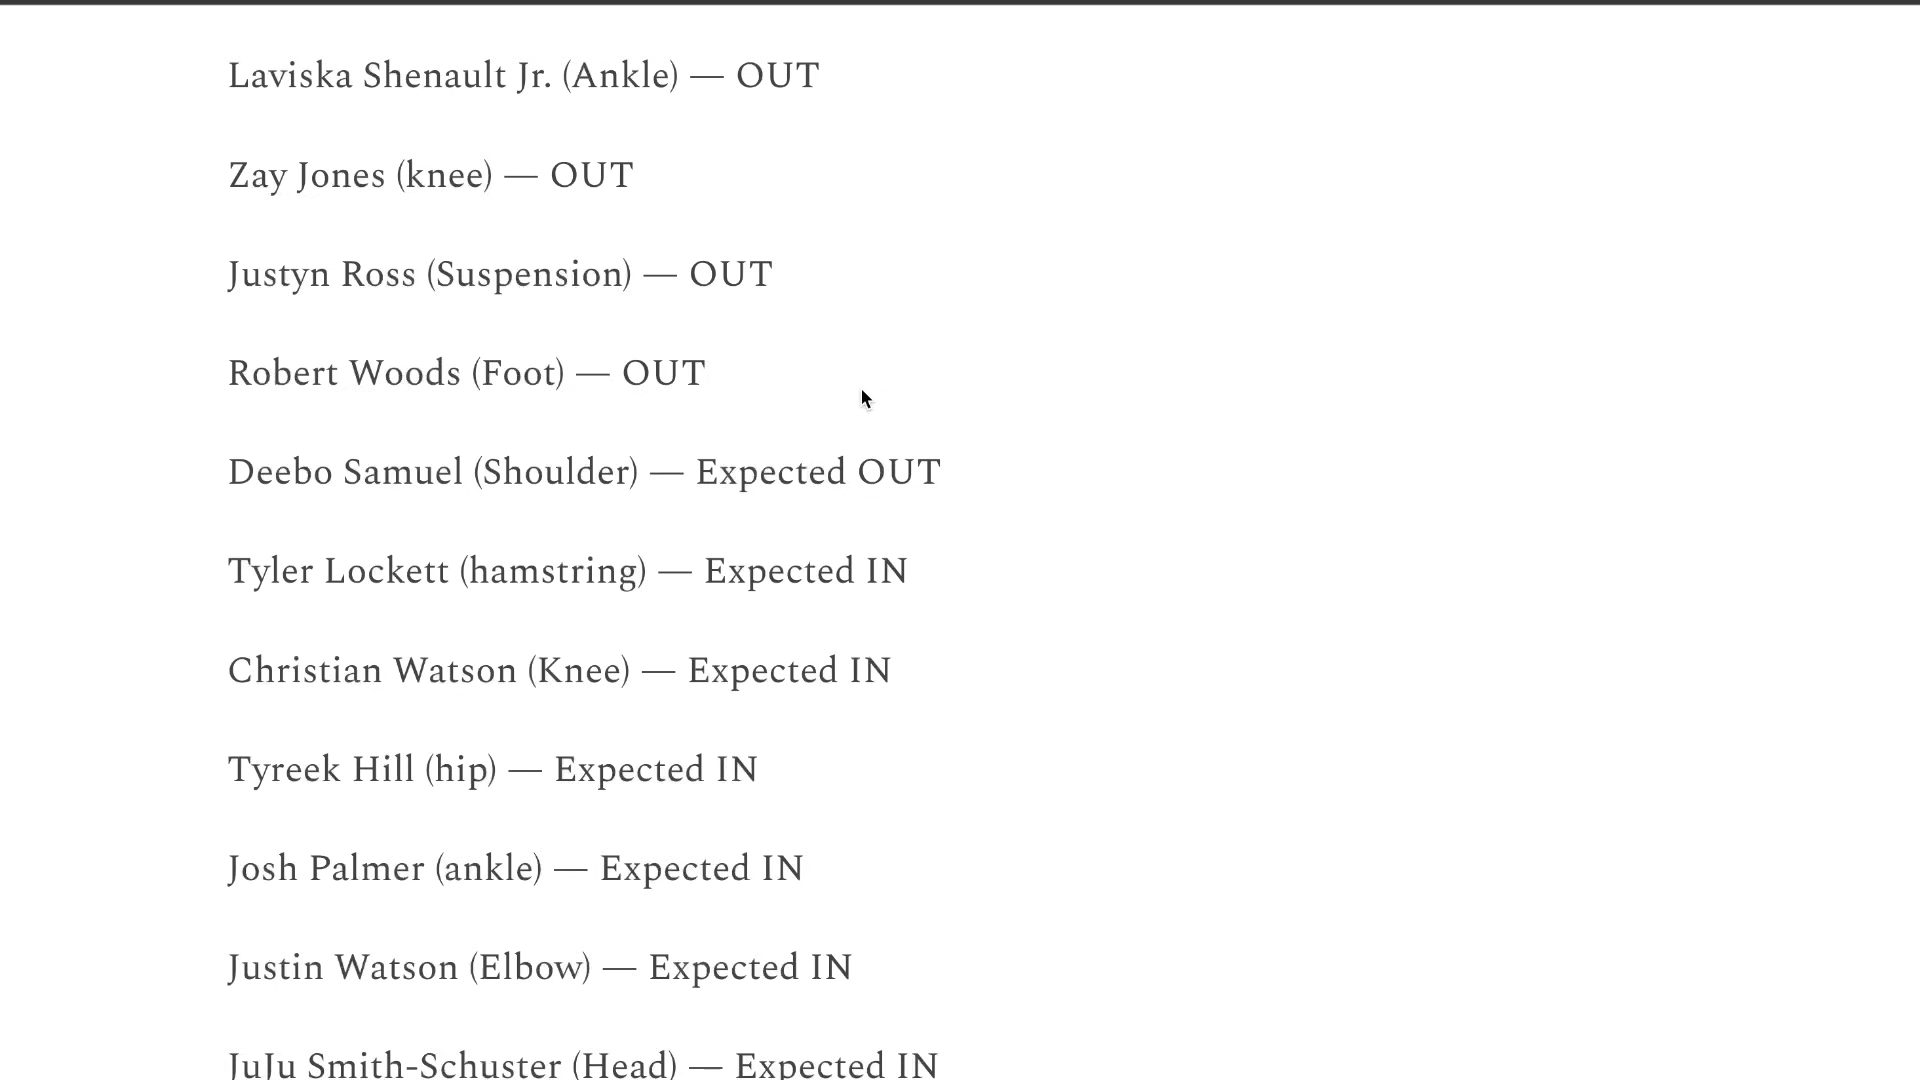 Laviska Shenault Jr. (Ankle) — OUT
Zay Jones (knee) — OUT
Justyn Ross (Suspension) — OUT
Robert Woods (Foot) — OUT
Deebo Samuel (Shoulder) — Expected OUT
Tyler Lockett (hamstring) — Expected IN
Christian Watson (Knee) — Expected IN
Tyreek Hill (hip) — Expected IN
Josh Palmer (ankle) — Expected IN
Justin Watson (Elbow) — Expected IN
JuJu Smith-Schuster (Head) — Expected IN